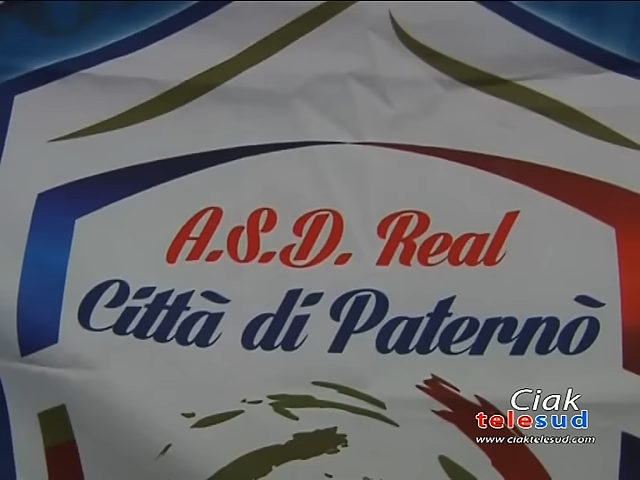 A.S.D. Real
Città di Paternò
Ciak
telesud
www.ciaktelesud.com